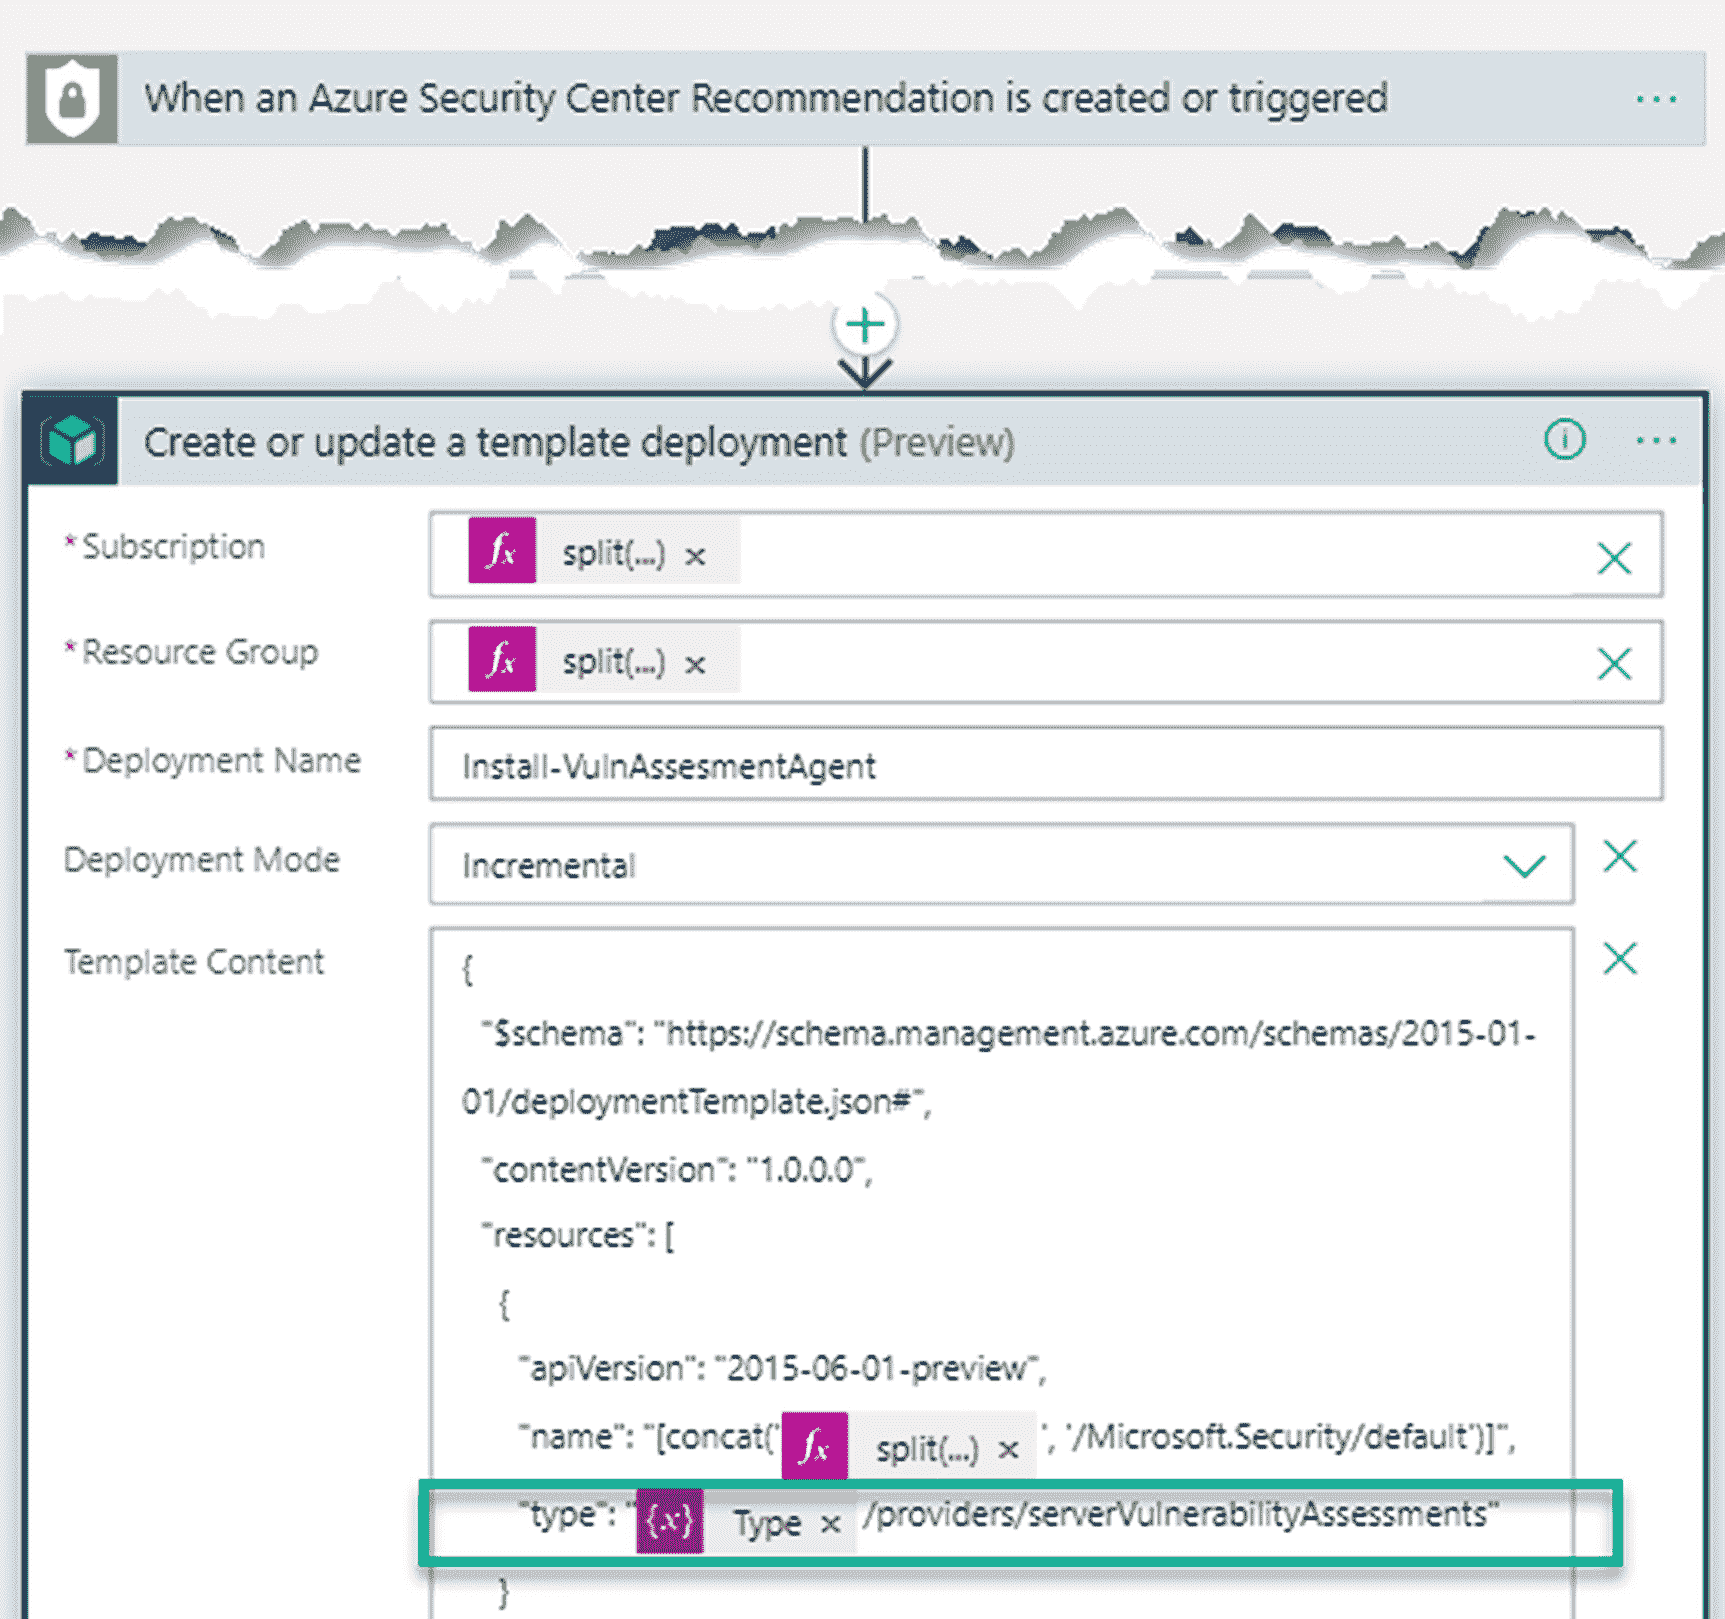 When an Azure Security Center Recommendation is created or triggered
Create or update a template deployment (Preview)
*Subscription
fx split(...) ×
*Resource Group
fx split(...) ×
*Deployment Name
Install-VulnAssesmentAgent
Deployment Mode
Incremental
Template Content
{
"$schema": "https://schema.management.azure.com/schemas/2015-01-
01/deploymentTemplate.json#",
"contentVersion": "1.0.0.0",
"resources": [
{
"apiVersion": "2015-06-01-preview",
"name": "[concat(' fx split(...) × ', '/Microsoft.Security/default')]",
"type": " {x} Type × /providers/serverVulnerabilityAssessments"
}